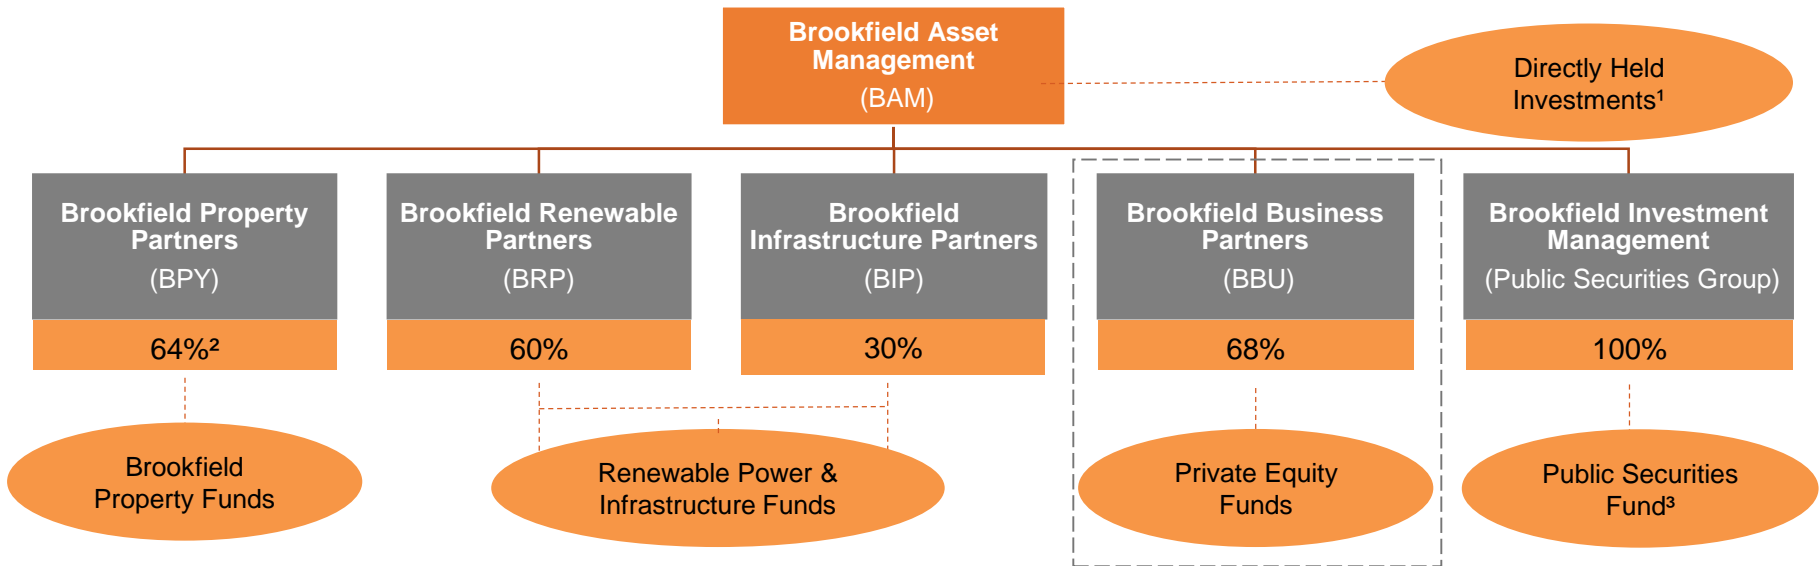 Brookfield Asset
Management
(BAM)
Directly Held
Investments¹
Brookfield Property
Partners
(BPY)
64%²
Brookfield Renewable
Partners
(BRP)
60%
Brookfield
Infrastructure Partners
(BIP)
30%
Brookfield Business
Partners
(BBU)
68%
Brookfield Investment
Management
(Public Securities Group)
100%
Brookfield
Property Funds
Renewable Power &
Infrastructure Funds
Private Equity
Funds
Public Securities
Fund³